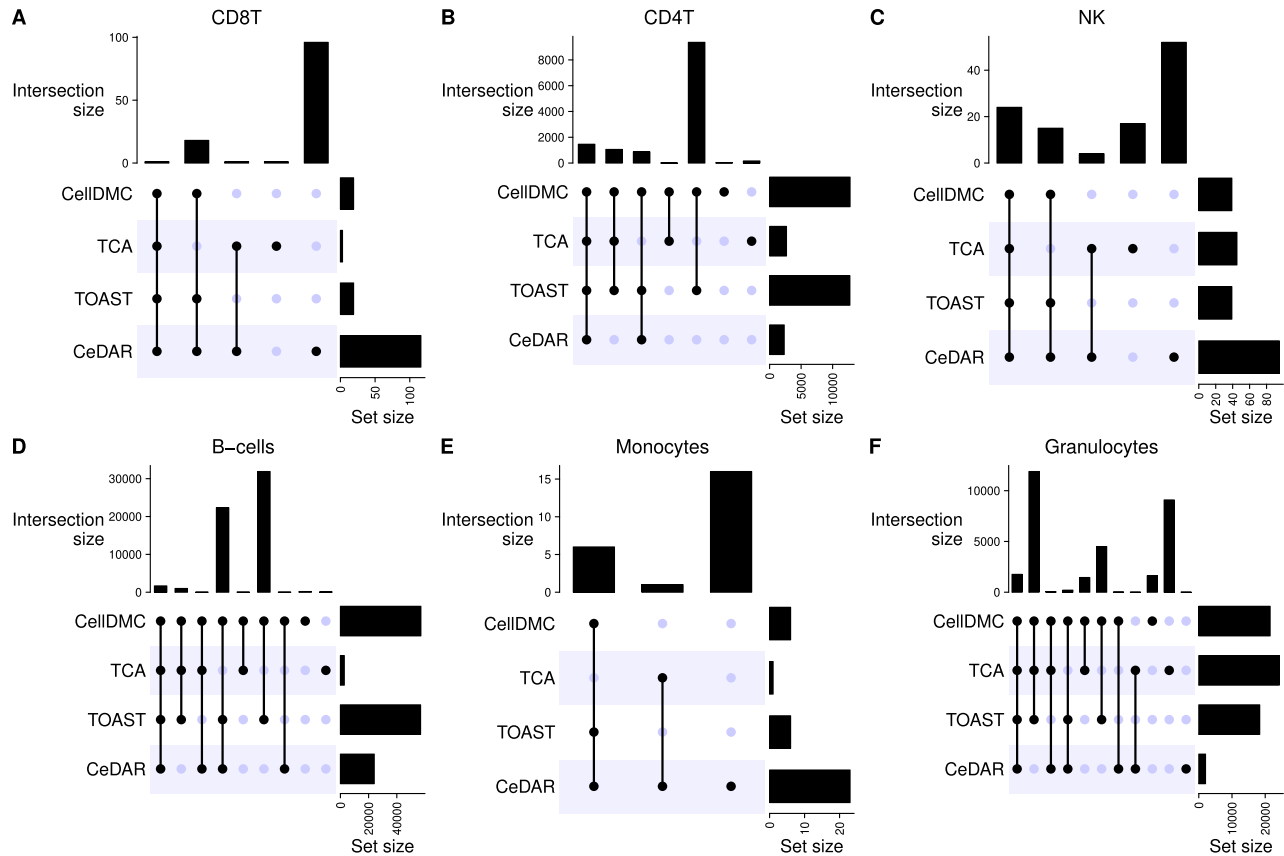 A
CD8T
100
50
0
Intersection
size
CellDMC
TCA
TOAST
CeDAR
0
50
100
Set size
B
CD4T
8000
6000
4000
2000
0
Intersection
size
CellDMC
TCA
TOAST
CeDAR
0
5000
10000
Set size
C
NK
40
20
0
Intersection
size
CellDMC
TCA
TOAST
CeDAR
0
20
40
60
80
Set size
D
B−cells
30000
20000
10000
0
Intersection
size
CellDMC
TCA
TOAST
CeDAR
0
20000
40000
Set size
E
Monocytes
15
10
5
0
Intersection
size
CellDMC
TCA
TOAST
CeDAR
0
10
20
Set size
F
Granulocytes
10000
5000
0
Intersection
size
CellDMC
TCA
TOAST
CeDAR
0
10000
20000
Set size